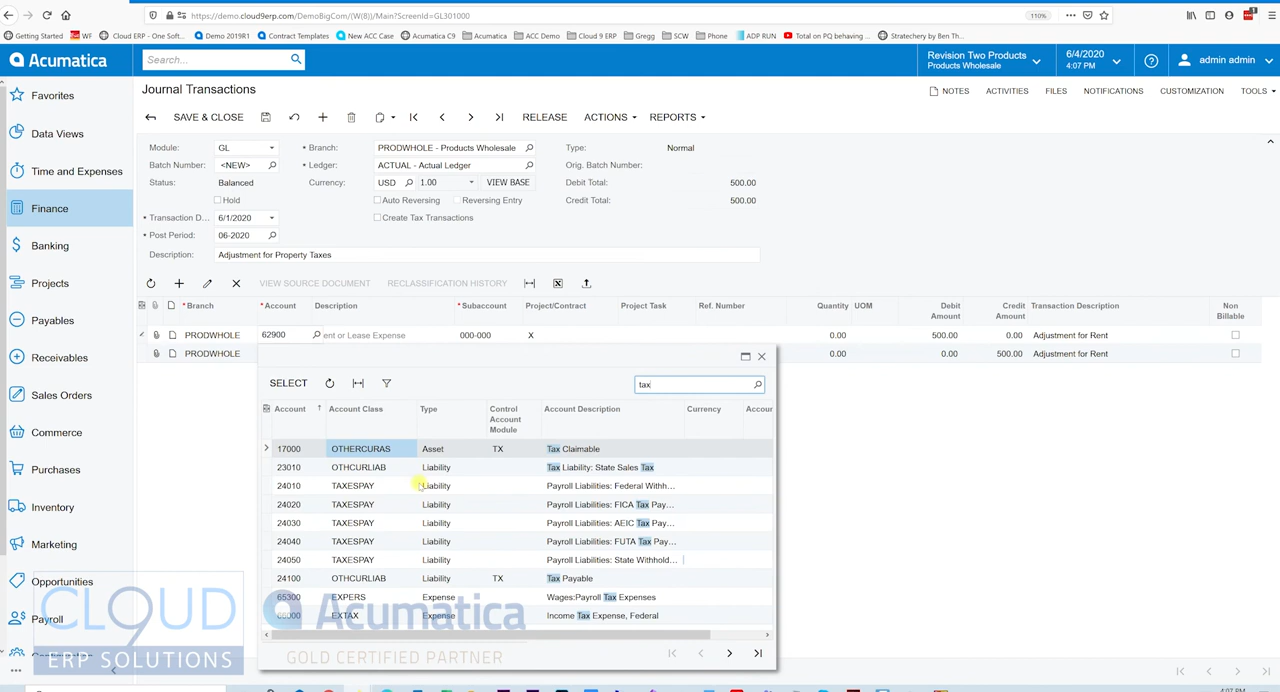 https://demo.cloud9erp.com/DemoBigCom/(W(8))/Main?ScreenId=GL301000
110%
Getting Started
WF
Cloud ERP - One Soft...
Demo 2019R1
Contract Templates
New ACC Case
Acumatica C9
Acumatica
ACC Demo
Cloud 9 ERP
Gregg
SCW
Phone
ADP RUN
Total on PQ behaving ...
Stratechery by Ben Th...
Acumatica
Search...
Revision Two Products
Products Wholesale
6/4/2020
4:07 PM
admin admin
Favorites
Data Views
Time and Expenses
Finance
Banking
Projects
Payables
Receivables
Sales Orders
Commerce
Purchases
Inventory
Marketing
Opportunities
Payroll
Journal Transactions
NOTES ACTIVITIES FILES NOTIFICATIONS CUSTOMIZATION TOOLS
SAVE & CLOSE RELEASE ACTIONS REPORTS
Module: GL * Branch: PRODWHOLE - Products Wholesale Type: Normal
Batch Number: <NEW> * Ledger: ACTUAL - Actual Ledger Orig. Batch Number:
Status: Balanced Currency: USD 1.00 VIEW BASE Debit Total: 500.00
Hold Auto Reversing Reversing Entry Credit Total: 500.00
* Transaction D... 6/1/2020 Create Tax Transactions
* Post Period: 06-2020
Description: Adjustment for Property Taxes
VIEW SOURCE DOCUMENT RECLASSIFICATION HISTORY
* Branch * Account Description * Subaccount Project/Contract Project Task Ref. Number Quantity UOM Debit Amount Credit Amount Transaction Description Non Billable
PRODWHOLE 62900 ent or Lease Expense 000-000 X 0.00 500.00 0.00 Adjustment for Rent
PRODWHOLE 0.00 0.00 500.00 Adjustment for Rent
SELECT tax
Account Account Class Type Control Account Module Account Description Currency Accour
17000 OTHERCURAS Asset TX Tax Claimable
23010 OTHCURLIAB Liability Tax Liability: State Sales Tax
24010 TAXESPAY Liability Payroll Liabilities: Federal Withh...
24020 TAXESPAY Liability Payroll Liabilities: FICA Tax Pay...
24030 TAXESPAY Liability Payroll Liabilities: AEIC Tax Pay...
24040 TAXESPAY Liability Payroll Liabilities: FUTA Tax Pay...
24050 TAXESPAY Liability Payroll Liabilities: State Withhold...
24100 OTHCURLIAB Liability TX Tax Payable
65300 EXPERS Expense Wages:Payroll Tax Expenses
EXTAX Expense Income Tax Expense, Federal
CLOUD9
ERP SOLUTIONS
Acumatica
GOLD CERTIFIED PARTNER
4:07 PM